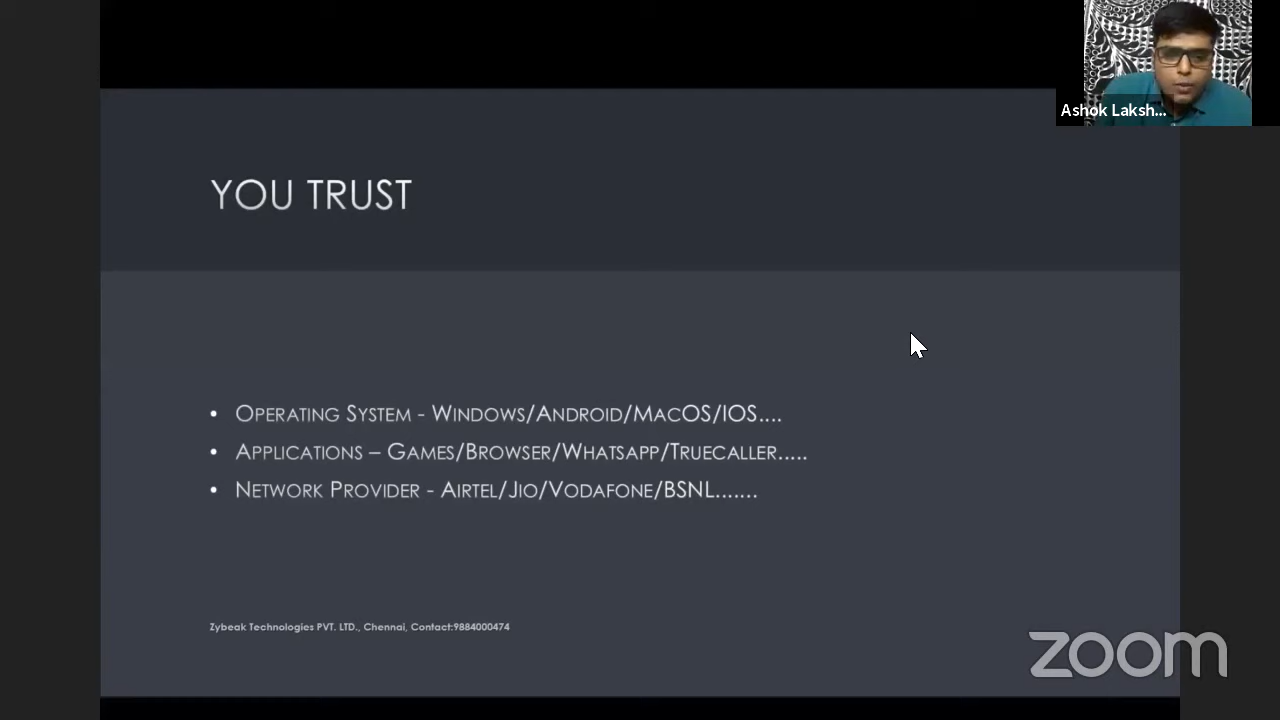 Ashok Laksh...
YOU TRUST
• Operating System - Windows/Android/MacOS/IOS....
• Applications – Games/Browser/Whatsapp/Truecaller.....
• Network Provider - Airtel/Jio/Vodafone/BSNL.......
Zybeak Technologies PVT. LTD., Chennai, Contact:9884000474
zoom